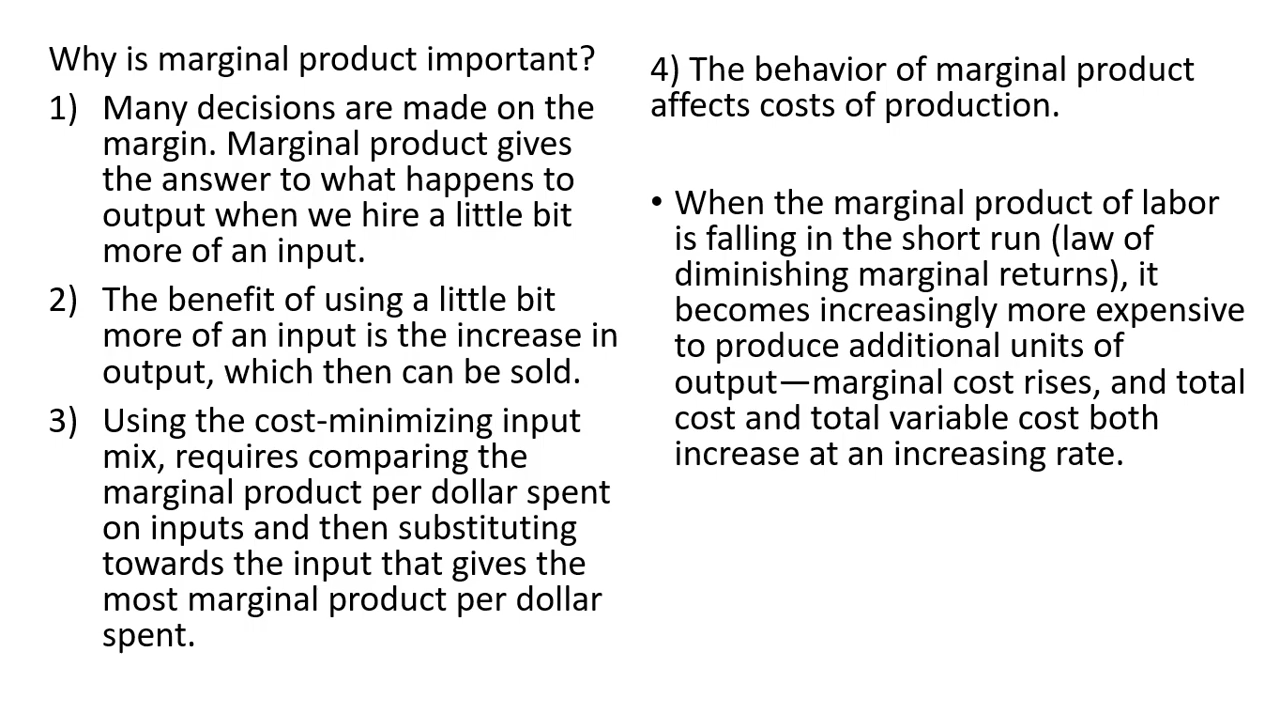 Why is marginal product important?
1) Many decisions are made on the
margin. Marginal product gives
the answer to what happens to
output when we hire a little bit
more of an input.
2) The benefit of using a little bit
more of an input is the increase in
output, which then can be sold.
3) Using the cost-minimizing input
mix, requires comparing the
marginal product per dollar spent
on inputs and then substituting
towards the input that gives the
most marginal product per dollar
spent.
4) The behavior of marginal product
affects costs of production.
• When the marginal product of labor
is falling in the short run (law of
diminishing marginal returns), it
becomes increasingly more expensive
to produce additional units of
output—marginal cost rises, and total
cost and total variable cost both
increase at an increasing rate.